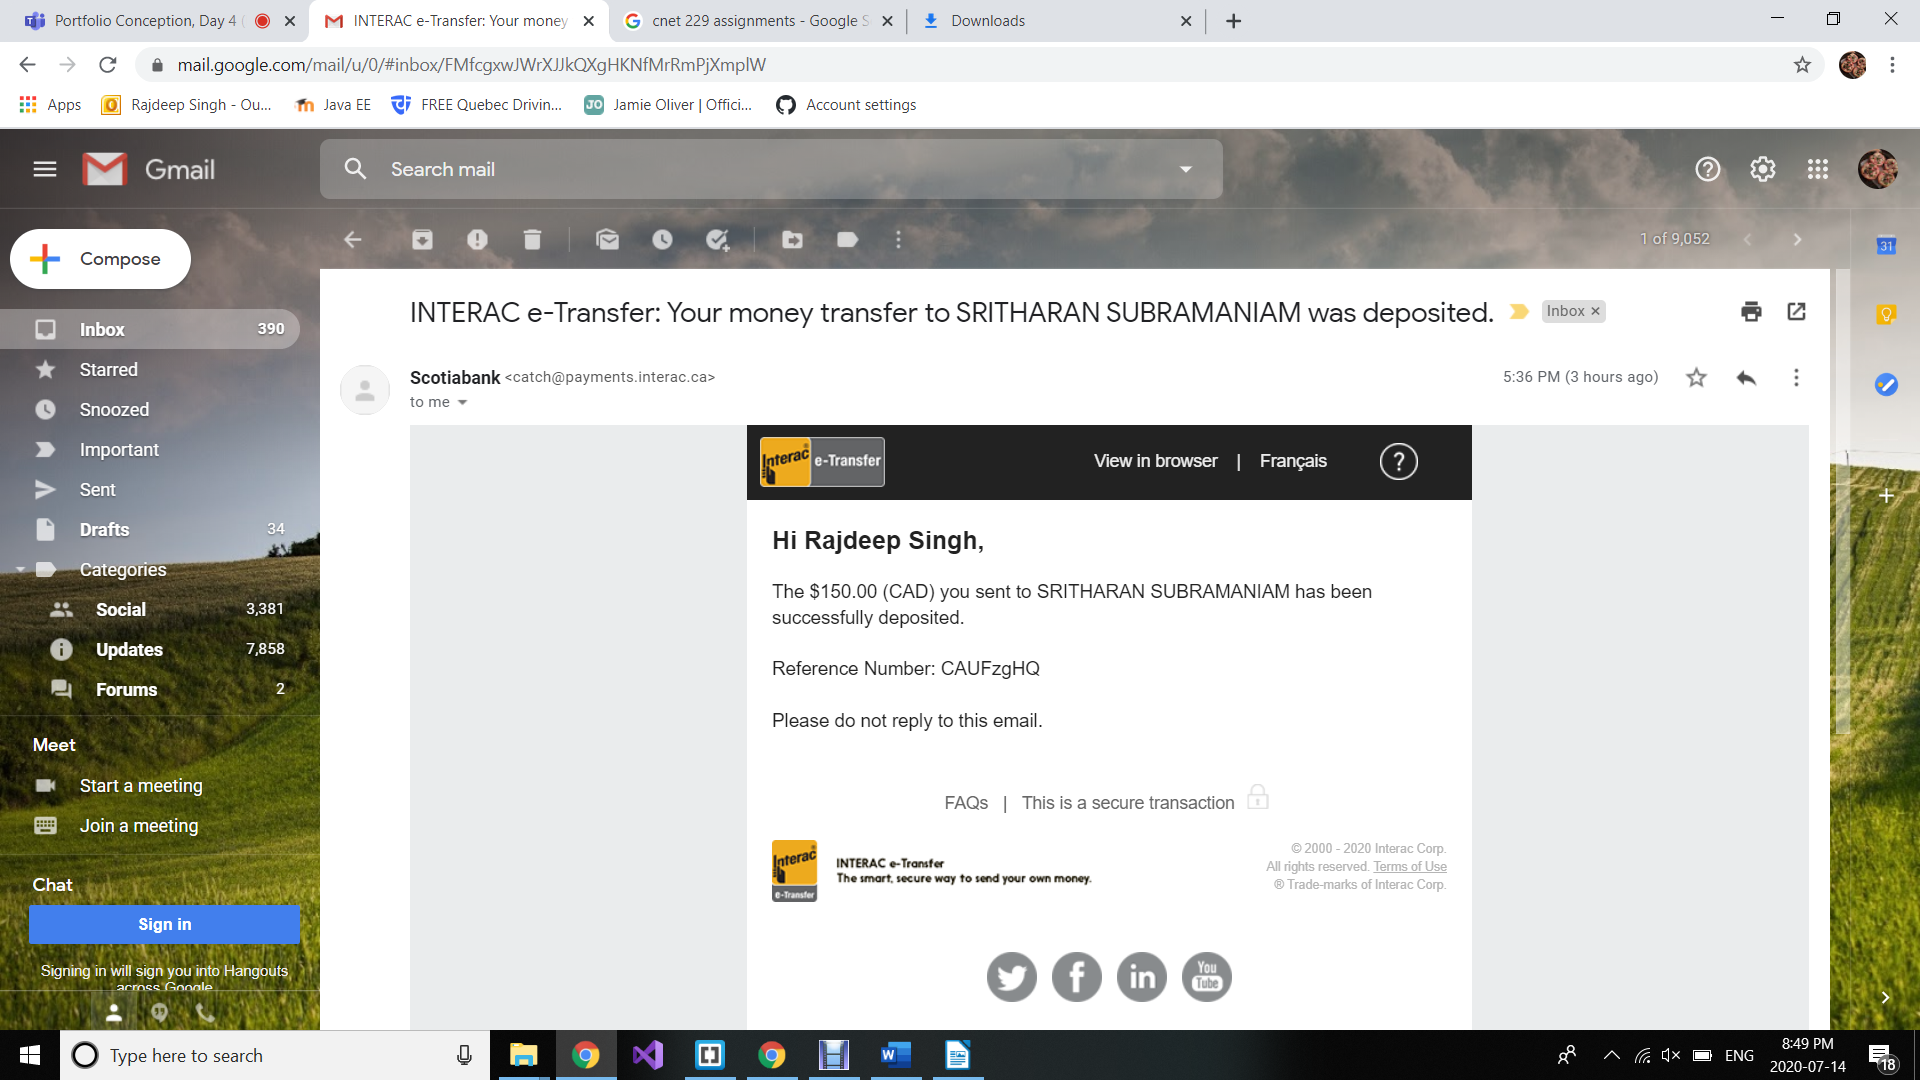 Portfolio Conception, Day 4 (
INTERAC e-Transfer: Your money
cnet 229 assignments - Google S
Downloads
mail.google.com/mail/u/0/#inbox/FMfcgxwJWrXJJkQXgHKNfMrRmPjXmplW
Apps
Rajdeep Singh - Ou...
Java EE
FREE Quebec Drivin...
JO
Jamie Oliver | Offici...
Account settings
Gmail
Search mail
Compose
1 of 9,052
31
Inbox 390
Starred
Snoozed
Important
Sent
Drafts 34
Categories
Social 3,381
Updates 7,858
Forums 2
Meet
Start a meeting
Join a meeting
Chat
Sign in
Signing in will sign you into Hangouts
across Google
INTERAC e-Transfer: Your money transfer to SRITHARAN SUBRAMANIAM was deposited.
Inbox ×
Scotiabank <catch@payments.interac.ca>
5:36 PM (3 hours ago)
to me
Interac e-Transfer
View in browser | Français
?
Hi Rajdeep Singh,
The $150.00 (CAD) you sent to SRITHARAN SUBRAMANIAM has been
successfully deposited.
Reference Number: CAUFzgHQ
Please do not reply to this email.
FAQs | This is a secure transaction
Interac
e-Transfer
INTERAC e-Transfer
The smart, secure way to send your own money.
© 2000 - 2020 Interac Corp.
All rights reserved. Terms of Use
® Trade-marks of Interac Corp.
You
Tube
Type here to search
ENG
8:49 PM
2020-07-14
18